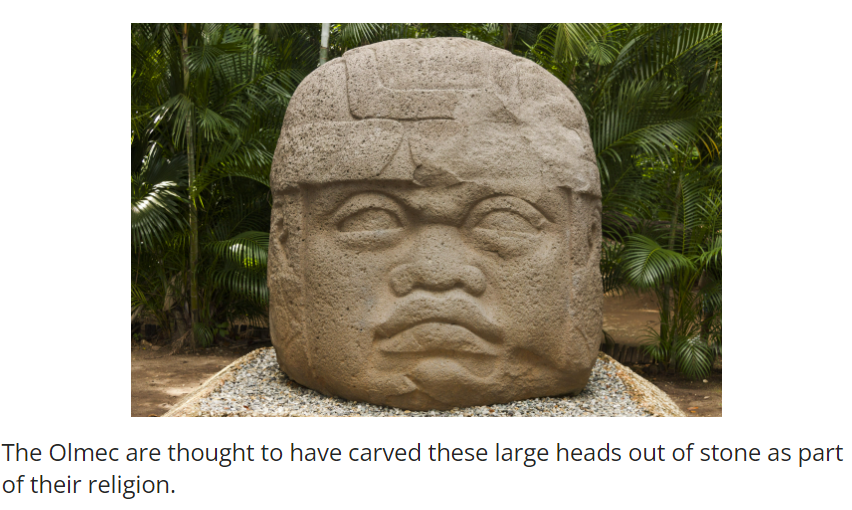 The Olmec are thought to have carved these large heads out of stone as part
of their religion.